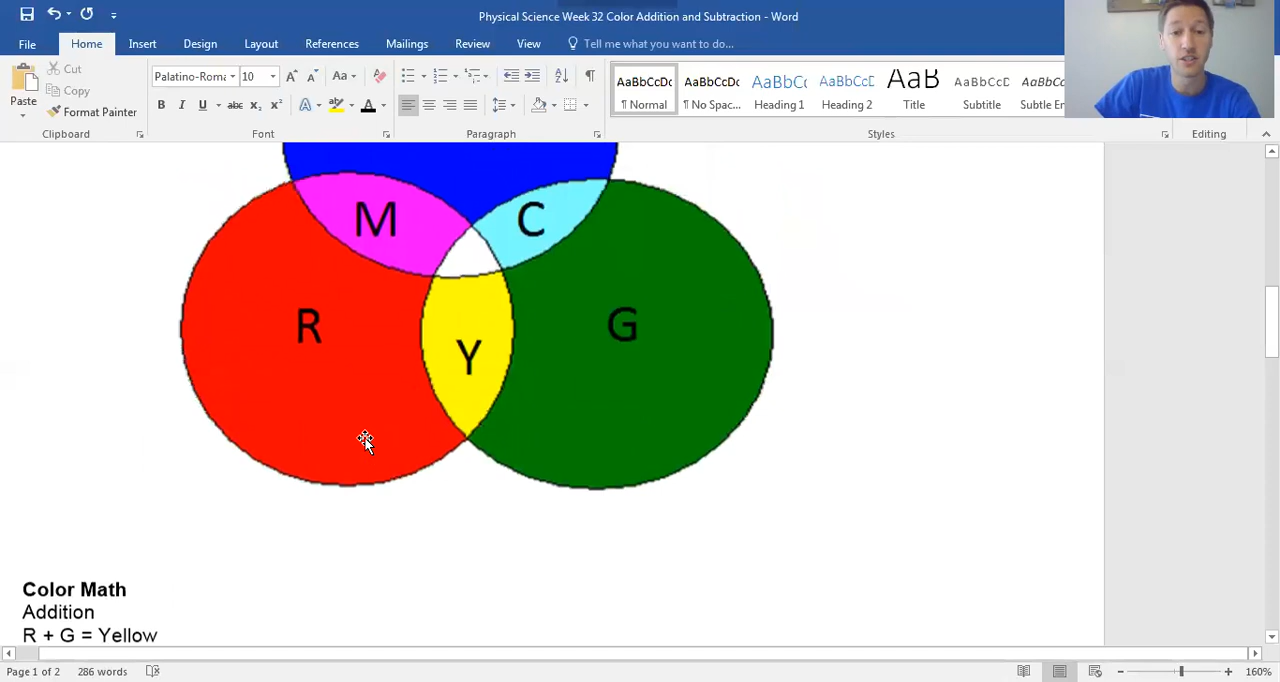 Physical Science Week 32 Color Addition and Subtraction - Word
File Home Insert Design Layout References Mailings Review View Tell me what you want to do...
Paste
Cut
Copy
Format Painter
Clipboard
Palatino-Roma 10
Font
Paragraph
AaBbCcDc AaBbCcDc AaBbCc AaBbCcD AaB AaBbCcD AaBbCcDc
¶ Normal ¶ No Spac... Heading 1 Heading 2 Title Subtitle Subtle Em
Styles
Editing
M C
R G
Y
Color Math
Addition
R + G = Yellow
Page 1 of 2 286 words 160%